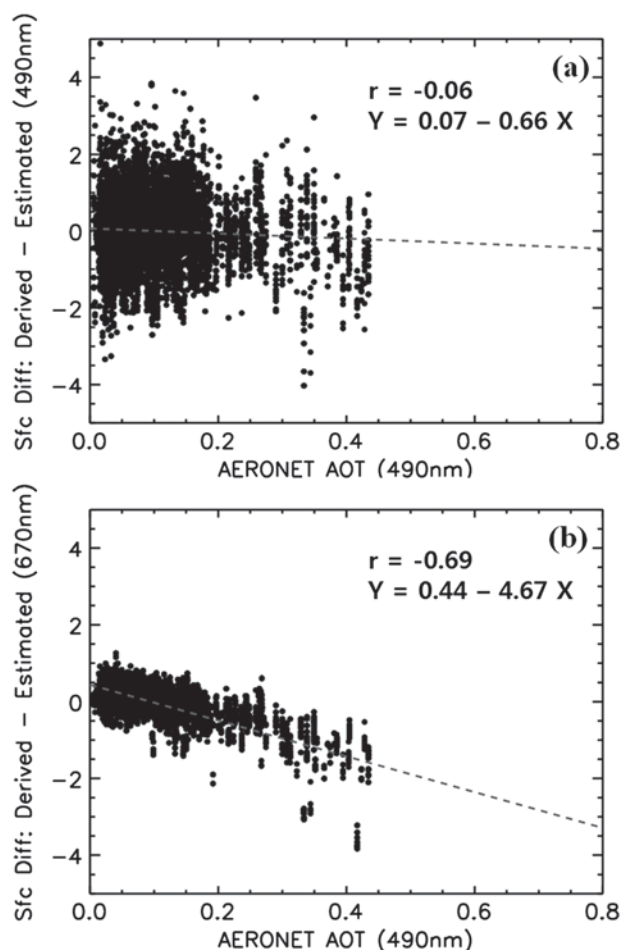 (a)
r = -0.06
Y = 0.07 – 0.66 X
Sfc Diff: Derived – Estimated (490nm)
4
2
0
-2
-4
0.0 0.2 0.4 0.6 0.8
AERONET AOT (490nm)
(b)
r = -0.69
Y = 0.44 – 4.67 X
Sfc Diff: Derived – Estimated (670nm)
4
2
0
-2
-4
0.0 0.2 0.4 0.6 0.8
AERONET AOT (490nm)